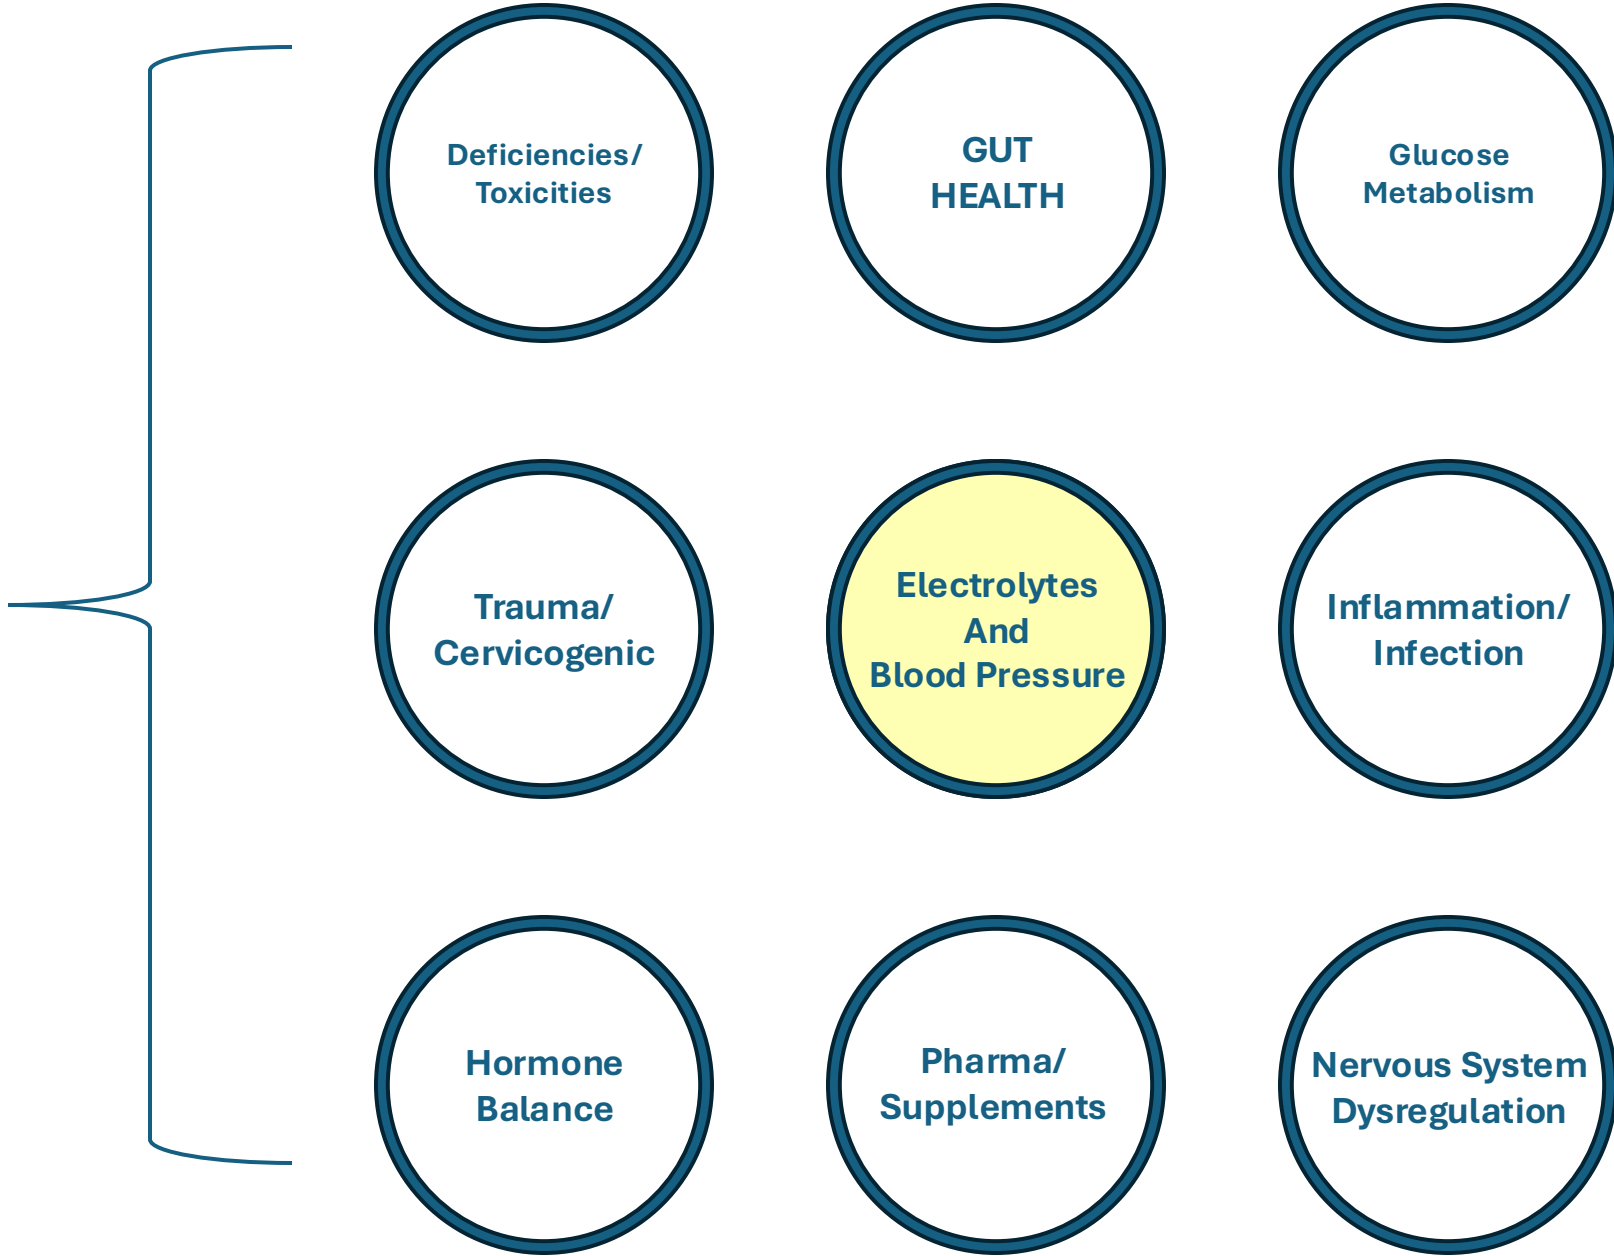 Deficiencies/
Toxicities
GUT
HEALTH
Glucose
Metabolism
Trauma/
Cervicogenic
Electrolytes
And
Blood Pressure
Inflammation/
Infection
Hormone
Balance
Pharma/
Supplements
Nervous System
Dysregulation